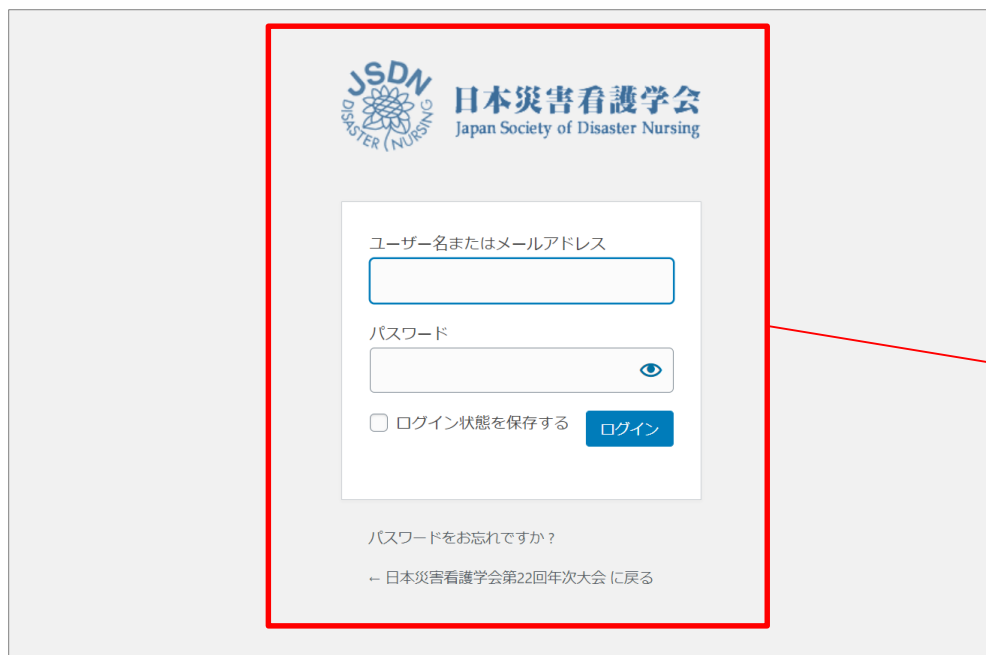 JSDN
DISASTER NURSING
日本災害看護学会
Japan Society of Disaster Nursing
ユーザー名またはメールアドレス
パスワード
ログイン状態を保存する
ログイン
パスワードをお忘れですか ?
← 日本災害看護学会第22回年次大会 に戻る